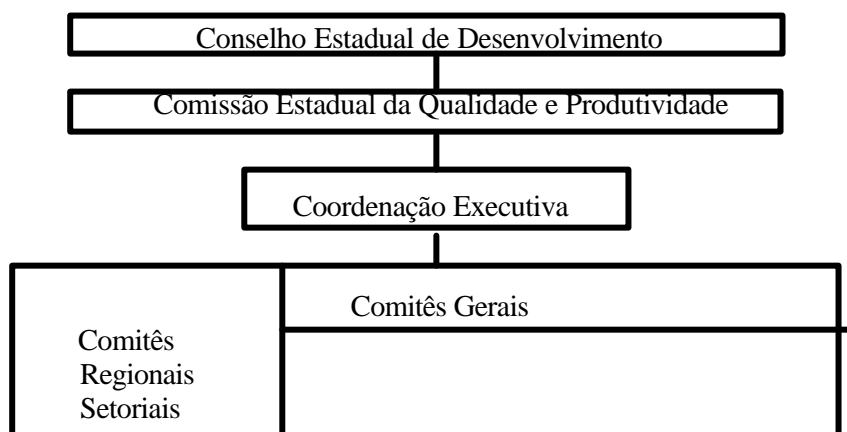 Conselho Estadual de Desenvolvimento
Comissão Estadual da Qualidade e Produtividade
Coordenação Executiva
Comitês Gerais
Comitês
Regionais
Setoriais